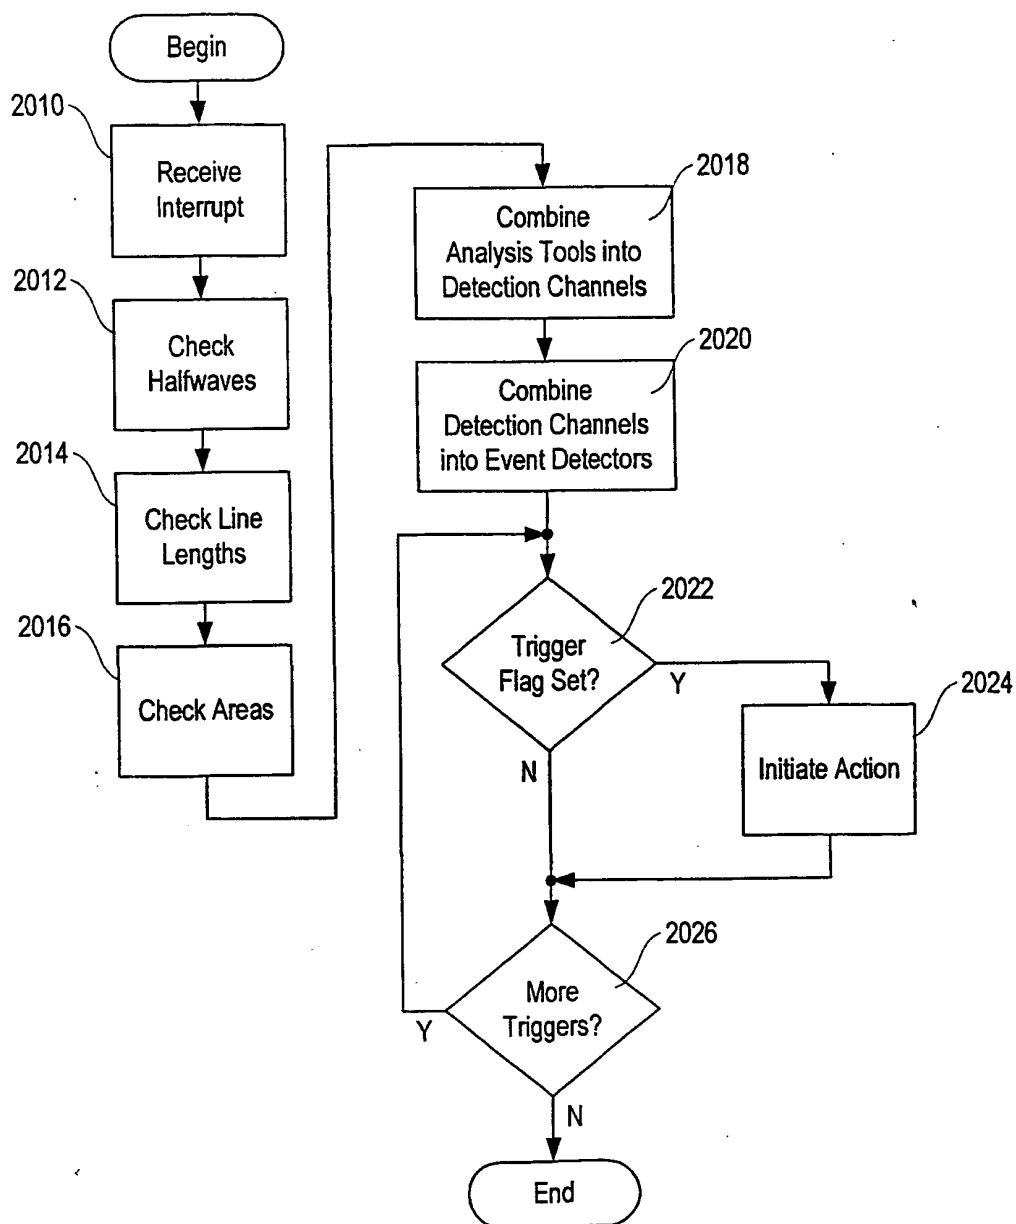 Begin
2010
Receive
Interrupt
2012
Check
Halfwaves
2014
Check Line
Lengths
2016
Check Areas
2018
Combine
Analysis Tools into
Detection Channels
2020
Combine
Detection Channels
into Event Detectors
2022
Trigger
Flag Set?
Y
N
2024
Initiate Action
2026
More
Triggers?
Y
N
End